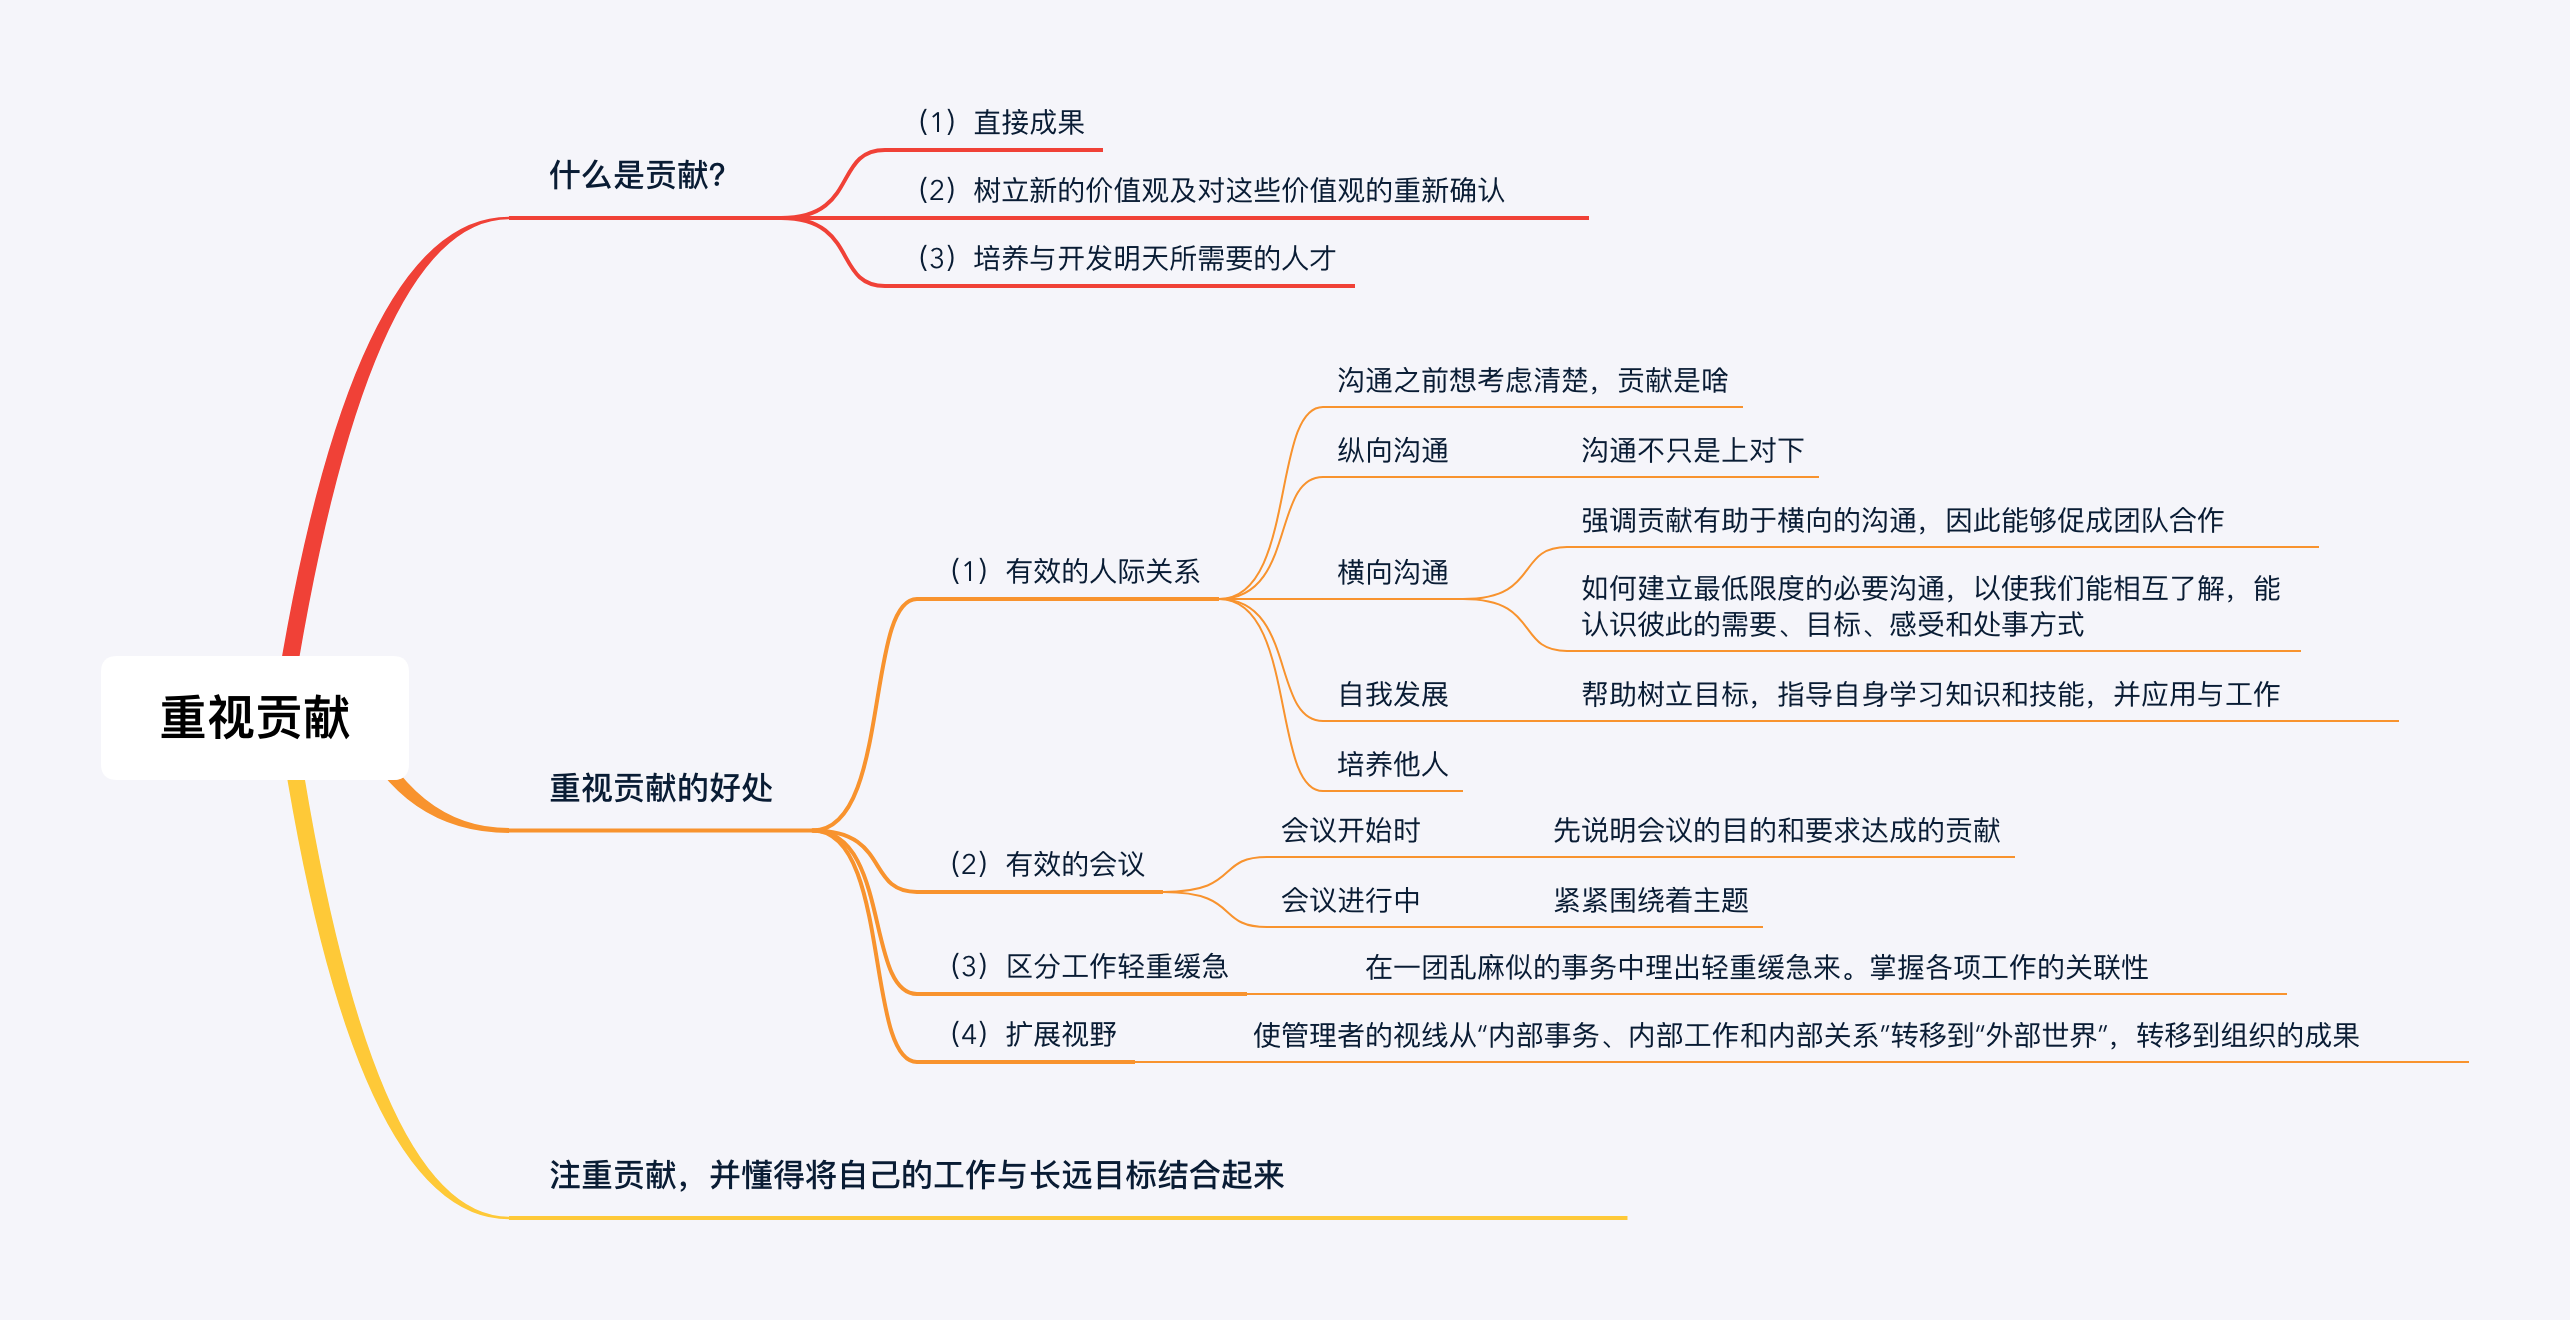 重视贡献
什么是贡献?
（1）直接成果
（2）树立新的价值观及对这些价值观的重新确认
（3）培养与开发明天所需要的人才
重视贡献的好处
（1）有效的人际关系
沟通之前想考虑清楚，贡献是啥
纵向沟通
沟通不只是上对下
横向沟通
强调贡献有助于横向的沟通，因此能够促成团队合作
如何建立最低限度的必要沟通，以使我们能相互了解，能
认识彼此的需要、目标、感受和处事方式
自我发展
帮助树立目标，指导自身学习知识和技能，并应用与工作
培养他人
（2）有效的会议
会议开始时
先说明会议的目的和要求达成的贡献
会议进行中
紧紧围绕着主题
（3）区分工作轻重缓急
在一团乱麻似的事务中理出轻重缓急来。掌握各项工作的关联性
（4）扩展视野
使管理者的视线从“内部事务、内部工作和内部关系”转移到“外部世界”，转移到组织的成果
注重贡献，并懂得将自己的工作与长远目标结合起来